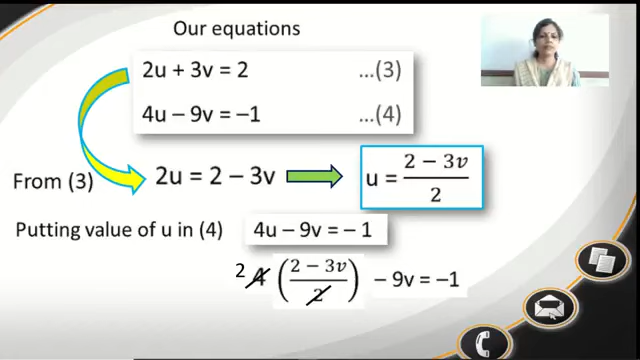 Our equations
2u + 3v = 2 ...(3)
4u − 9v = −1 ...(4)
From (3) 2u = 2 − 3v u = (2 − 3v)/2
Putting value of u in (4) 4u − 9v = − 1
2 4 ((2 − 3v)/2) − 9v = −1